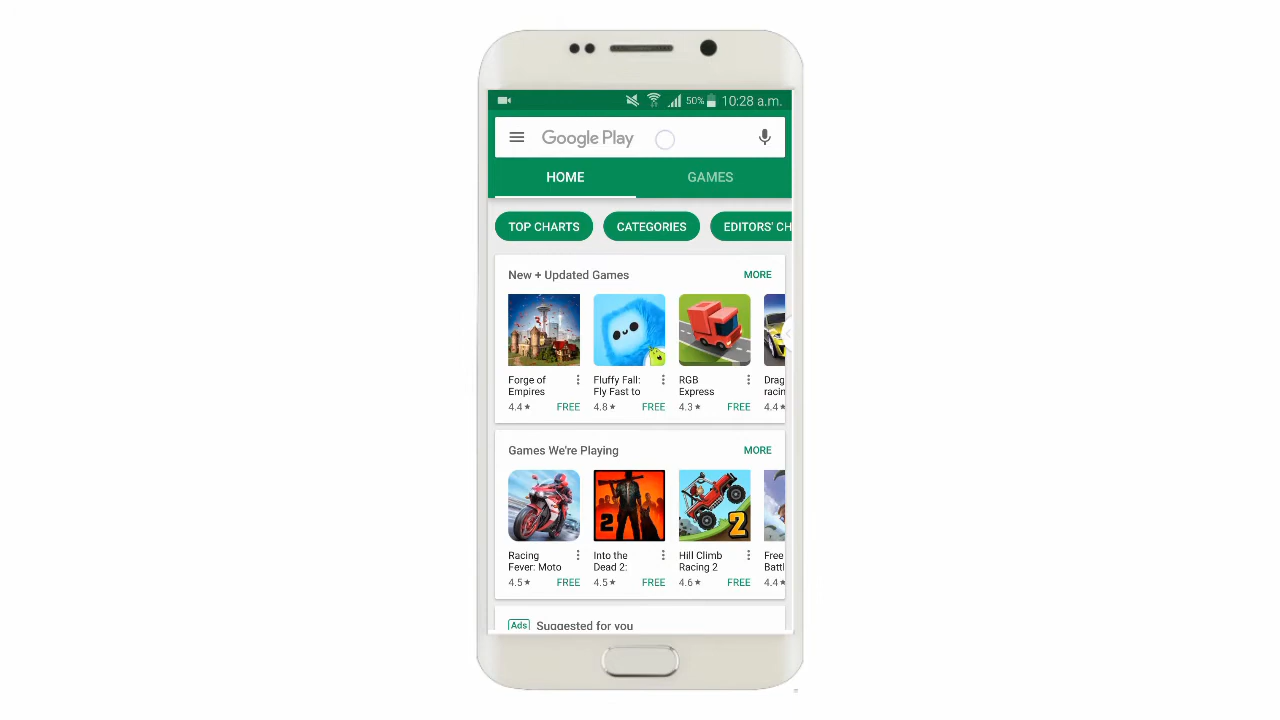 50% 10:28 a.m.
Google Play
HOME GAMES
TOP CHARTS CATEGORIES EDITORS' CH
New + Updated Games MORE
Forge of Empires
4.4★ FREE
Fluffy Fall: Fly Fast to
4.8★ FREE
RGB Express
4.3★ FREE
Drag racin
4.4★
Games We're Playing MORE
2
2
Racing Fever: Moto
4.5★ FREE
Into the Dead 2:
4.5★ FREE
Hill Climb Racing 2
4.6★ FREE
Free Battl
4.4★
Ads Suggested for you